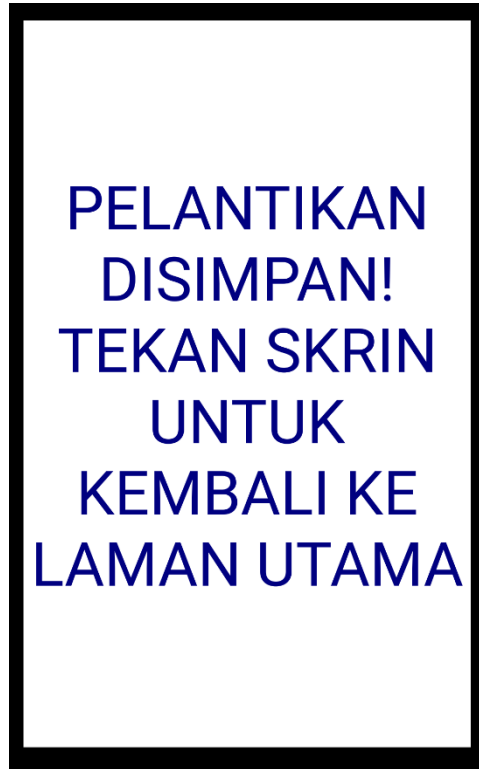 PELANTIKAN
DISIMPAN!
TEKAN SKRIN
UNTUK
KEMBALI KE
LAMAN UTAMA